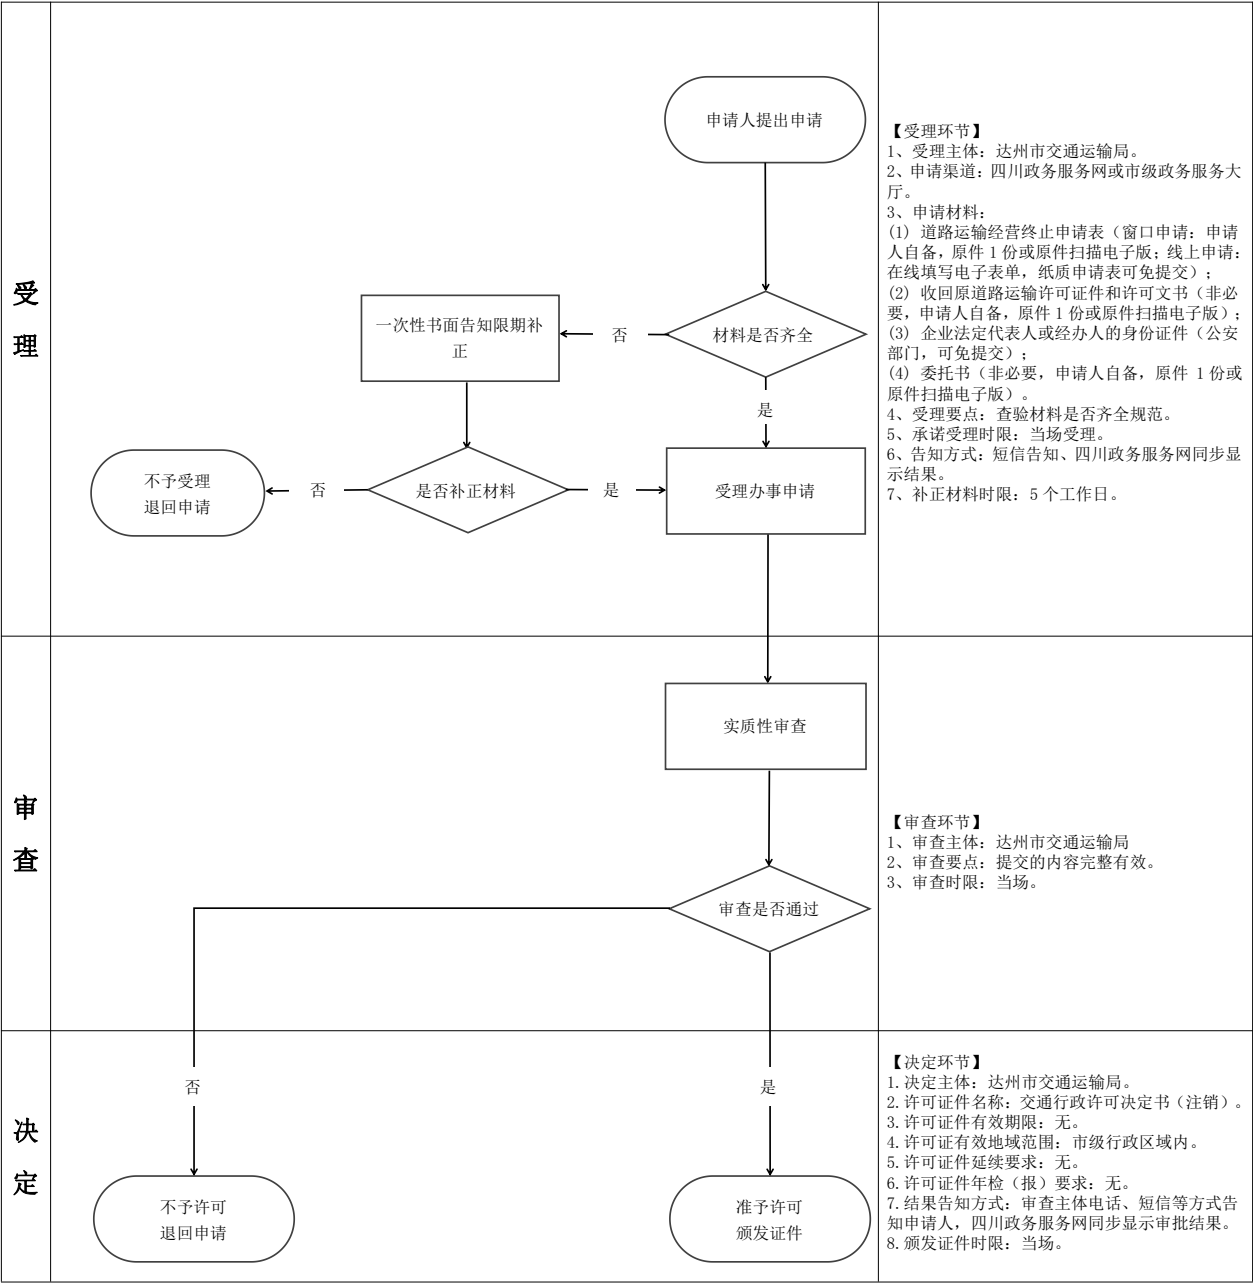 受
理
申请人提出申请
材料是否齐全
否
一次性书面告知限期补
正
是
是否补正材料
否
不予受理
退回申请
是
受理办事申请
【受理环节】
1、受理主体：达州市交通运输局。
2、申请渠道：四川政务服务网或市级政务服务大
厅。
3、申请材料：
(1) 道路运输经营终止申请表（窗口申请：申请
人自备，原件 1 份或原件扫描电子版；线上申请：
在线填写电子表单，纸质申请表可免提交）；
(2) 收回原道路运输许可证件和许可文书（非必
要，申请人自备，原件 1 份或原件扫描电子版）；
(3) 企业法定代表人或经办人的身份证件（公安
部门，可免提交）；
(4) 委托书（非必要，申请人自备，原件 1 份或
原件扫描电子版）。
4、受理要点：查验材料是否齐全规范。
5、承诺受理时限：当场受理。
6、告知方式：短信告知、四川政务服务网同步显
示结果。
7、补正材料时限：5 个工作日。
审
查
实质性审查
审查是否通过
【审查环节】
1、审查主体：达州市交通运输局
2、审查要点：提交的内容完整有效。
3、审查时限：当场。
决
定
否
是
不予许可
退回申请
准予许可
颁发证件
【决定环节】
1.决定主体：达州市交通运输局。
2.许可证件名称：交通行政许可决定书（注销）。
3.许可证件有效期限：无。
4.许可证有效地域范围：市级行政区域内。
5.许可证件延续要求：无。
6.许可证件年检（报）要求：无。
7.结果告知方式：审查主体电话、短信等方式告
知申请人，四川政务服务网同步显示审批结果。
8.颁发证件时限：当场。